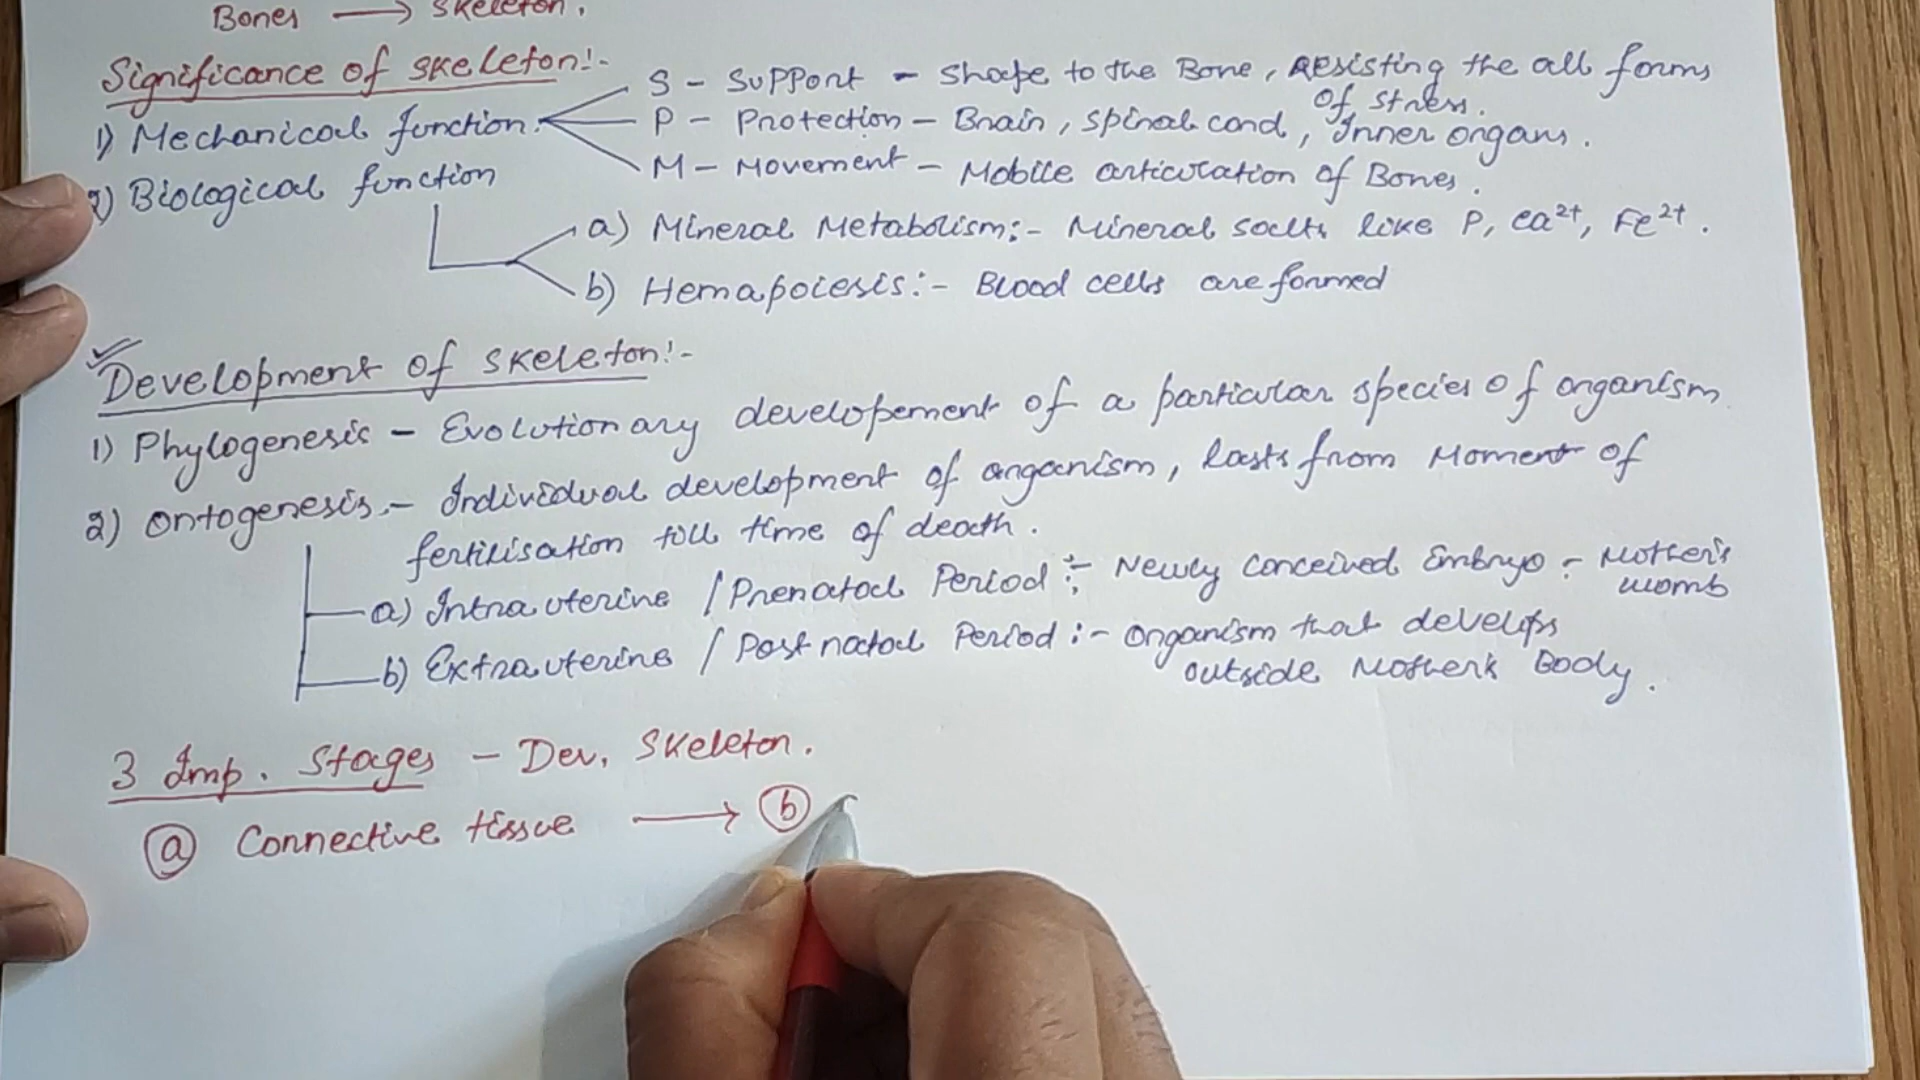 Bones → Skeleton.
Significance of Skeleton:-
1) Mechanical function:
S - Support - Shape to the Bone, Resisting the all forms of stress.
P - Protection - Brain, spinal cord, Inner organs.
M - Movement - Mobile articulation of Bones.
2) Biological function
a) Mineral Metabolism:- Mineral salts like P, Ca²⁺, Fe²⁺.
b) Hemapoiesis:- Blood cells are formed
Development of Skeleton:-
1) Phylogenesis - Evolutionary developement of a particular species of organism
2) Ontogenesis - Individual development of organism, lasts from Moment of
fertilisation till time of death.
a) Intrauterine / Prenatal Period :- Newly conceived Embryo - Mother's
womb
b) Extrauterine / Postnatal Period :- Organism that develops
outside Mother's Body.
3 Imp. Stages - Dev. Skeleton.
a Connective tissue → b